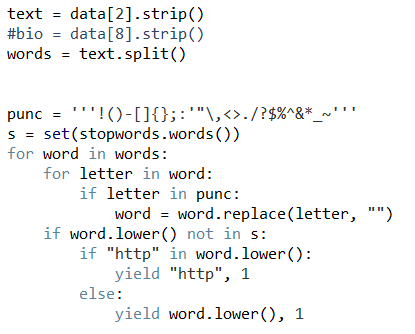 text = data[2].strip()
#bio = data[8].strip()
words = text.split()
punc = '''!()-[]{};:'"\,<>./?$%^&*_~'''
s = set(stopwords.words())
for word in words:
    for letter in word:
        if letter in punc:
            word = word.replace(letter, "")
    if word.lower() not in s:
        if "http" in word.lower():
            yield "http", 1
        else:
            yield word.lower(), 1